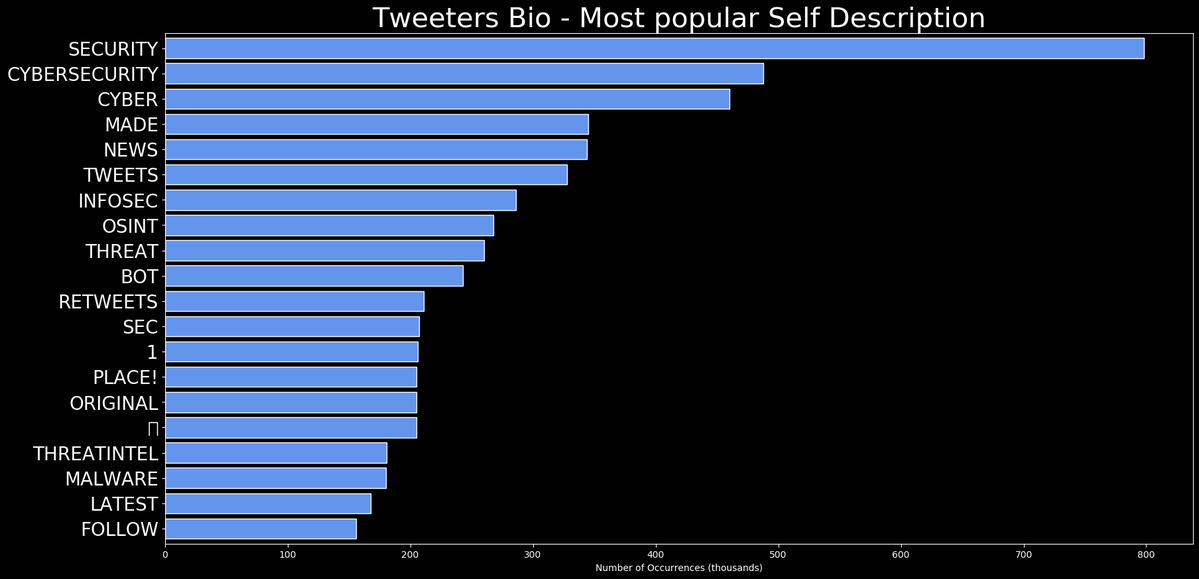 Tweeters Bio - Most popular Self Description
SECURITY
CYBERSECURITY
CYBER
MADE
NEWS
TWEETS
INFOSEC
OSINT
THREAT
BOT
RETWEETS
SEC
1
PLACE!
ORIGINAL
THREATINTEL
MALWARE
LATEST
FOLLOW
0 100 200 300 400 500 600 700 800
Number of Occurrences (thousands)